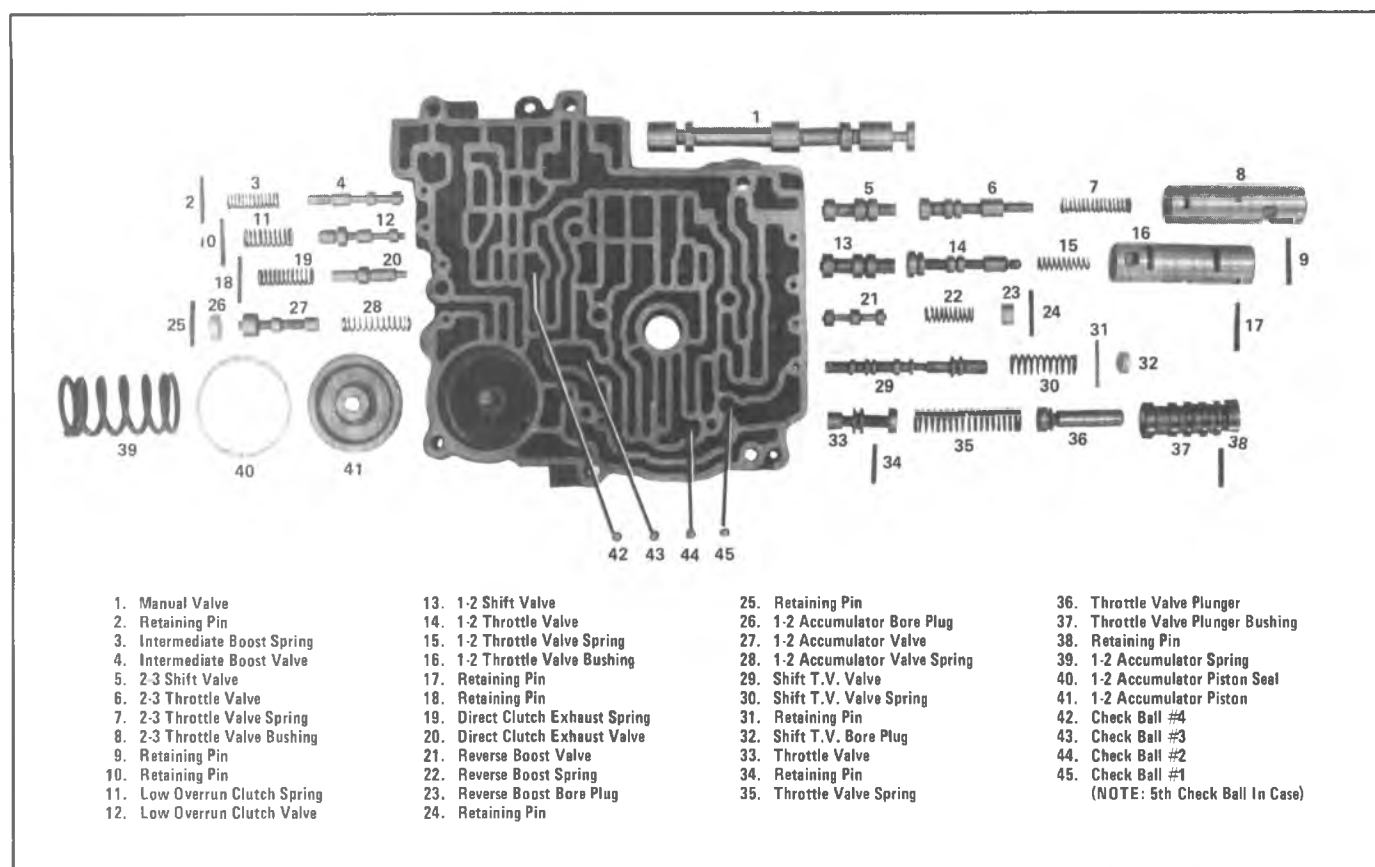 1
2
3
4
5
6
7
8
9
10
11
12
13
14
15
16
17
18
19
20
21
22
23
24
25
26
27
28
29
30
31
32
33
34
35
36
37
38
39
40
41
42
43
44
45
1. Manual Valve
2. Retaining Pin
3. Intermediate Boost Spring
4. Intermediate Boost Valve
5. 2-3 Shift Valve
6. 2-3 Throttle Valve
7. 2-3 Throttle Valve Spring
8. 2-3 Throttle Valve Bushing
9. Retaining Pin
10. Retaining Pin
11. Low Overrun Clutch Spring
12. Low Overrun Clutch Valve
13. 1-2 Shift Valve
14. 1-2 Throttle Valve
15. 1-2 Throttle Valve Spring
16. 1-2 Throttle Valve Bushing
17. Retaining Pin
18. Retaining Pin
19. Direct Clutch Exhaust Spring
20. Direct Clutch Exhaust Valve
21. Reverse Boost Valve
22. Reverse Boost Spring
23. Reverse Boost Bore Plug
24. Retaining Pin
25. Retaining Pin
26. 1-2 Accumulator Bore Plug
27. 1-2 Accumulator Valve
28. 1-2 Accumulator Valve Spring
29. Shift T.V. Valve
30. Shift T.V. Valve Spring
31. Retaining Pin
32. Shift T.V. Bore Plug
33. Throttle Valve
34. Retaining Pin
35. Throttle Valve Spring
36. Throttle Valve Plunger
37. Throttle Valve Plunger Bushing
38. Retaining Pin
39. 1-2 Accumulator Spring
40. 1-2 Accumulator Piston Seal
41. 1-2 Accumulator Piston
42. Check Ball #4
43. Check Ball #3
44. Check Ball #2
45. Check Ball #1
(NOTE: 5th Check Ball In Case)